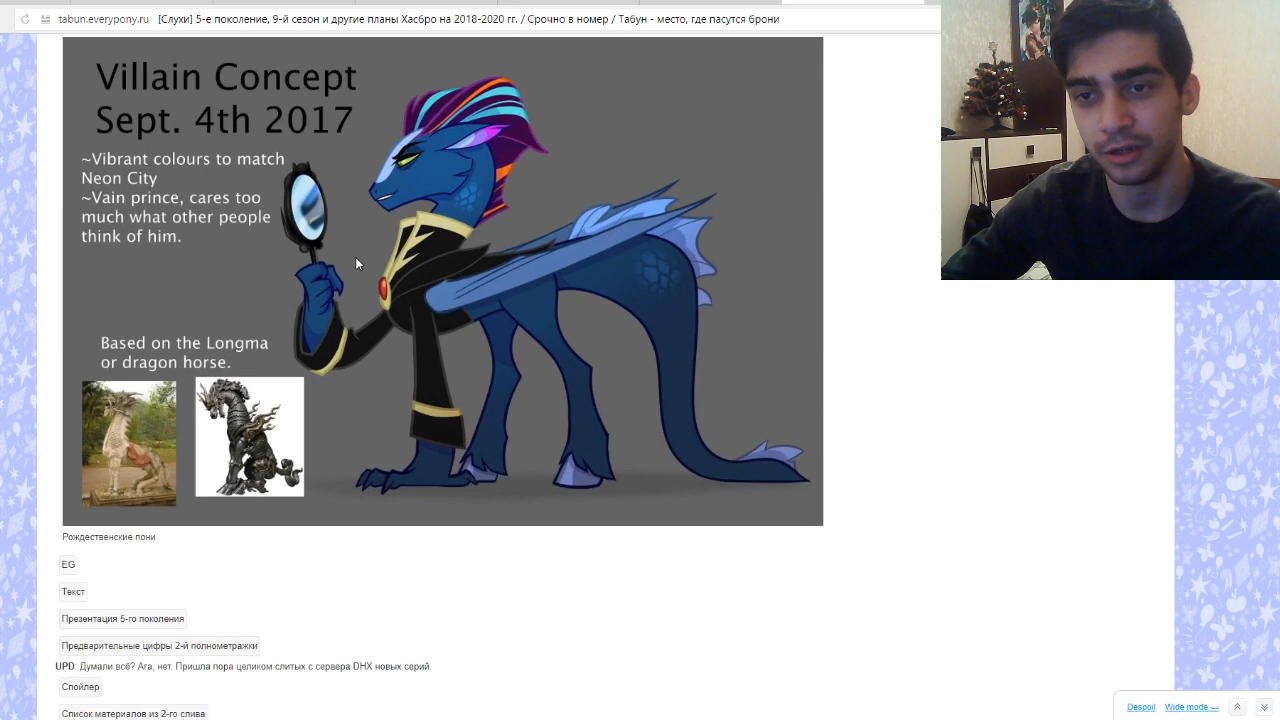 tabun.everypony.ru [Слухи] 5-е поколение, 9-й сезон и другие планы Хасбро на 2018-2020 гг. / Срочно в номер / Табун - место, где пасутся брони
Villain Concept
Sept. 4th 2017
~Vibrant colours to match
Neon City
~Vain prince, cares too
much what other people
think of him.
Based on the Longma
or dragon horse.
Рождественские пони
EG
Текст
Презентация 5-го поколения
Предварительные цифры 2-й полнометражки
UPD: Думали всё? Ага, нет. Пришла пора целиком слитых с сервера DHX новых серий.
Спойлер
Список материалов из 2-го слива
Despoil Wide mode